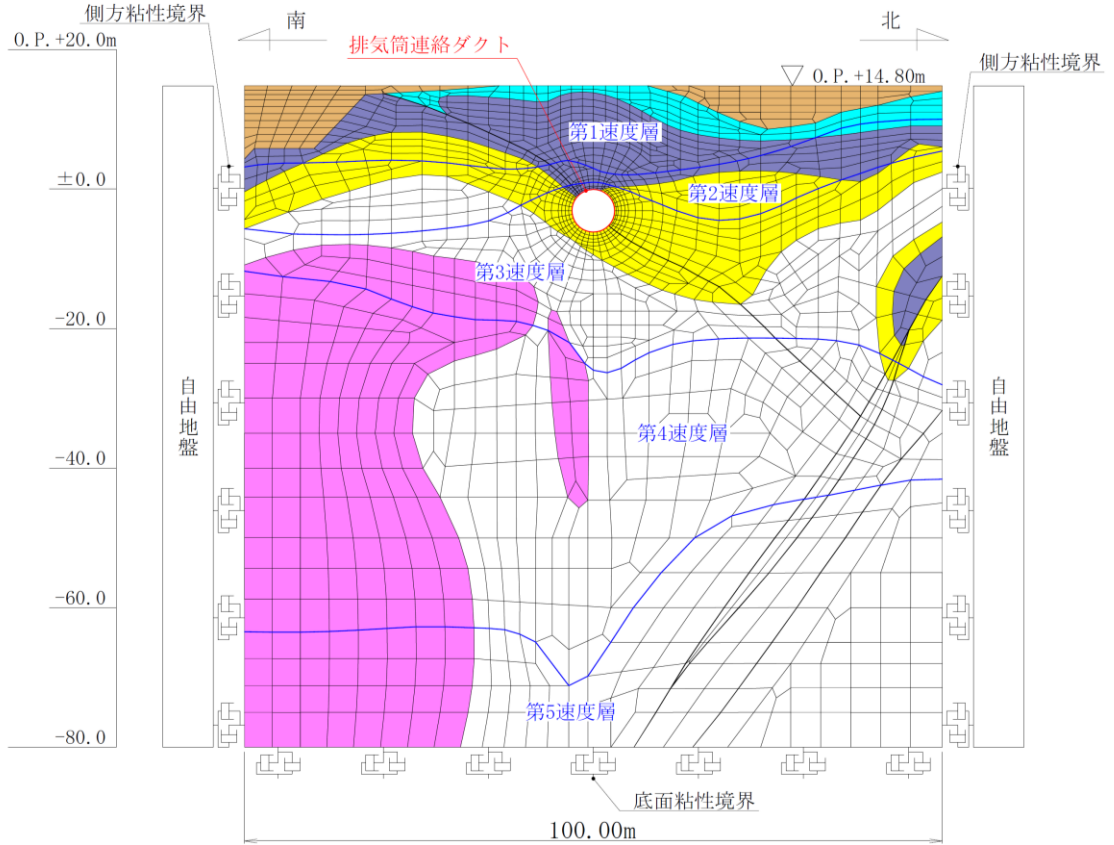 側方粘性境界
南
北
O.P.+20.0m
排気筒連絡ダクト
側方粘性境界
O.P.+14.80m
第1速度層
±0.0
第2速度層
第3速度層
-20.0
自由地盤
自由地盤
第4速度層
-40.0
-60.0
第5速度層
-80.0
底面粘性境界
100.00m